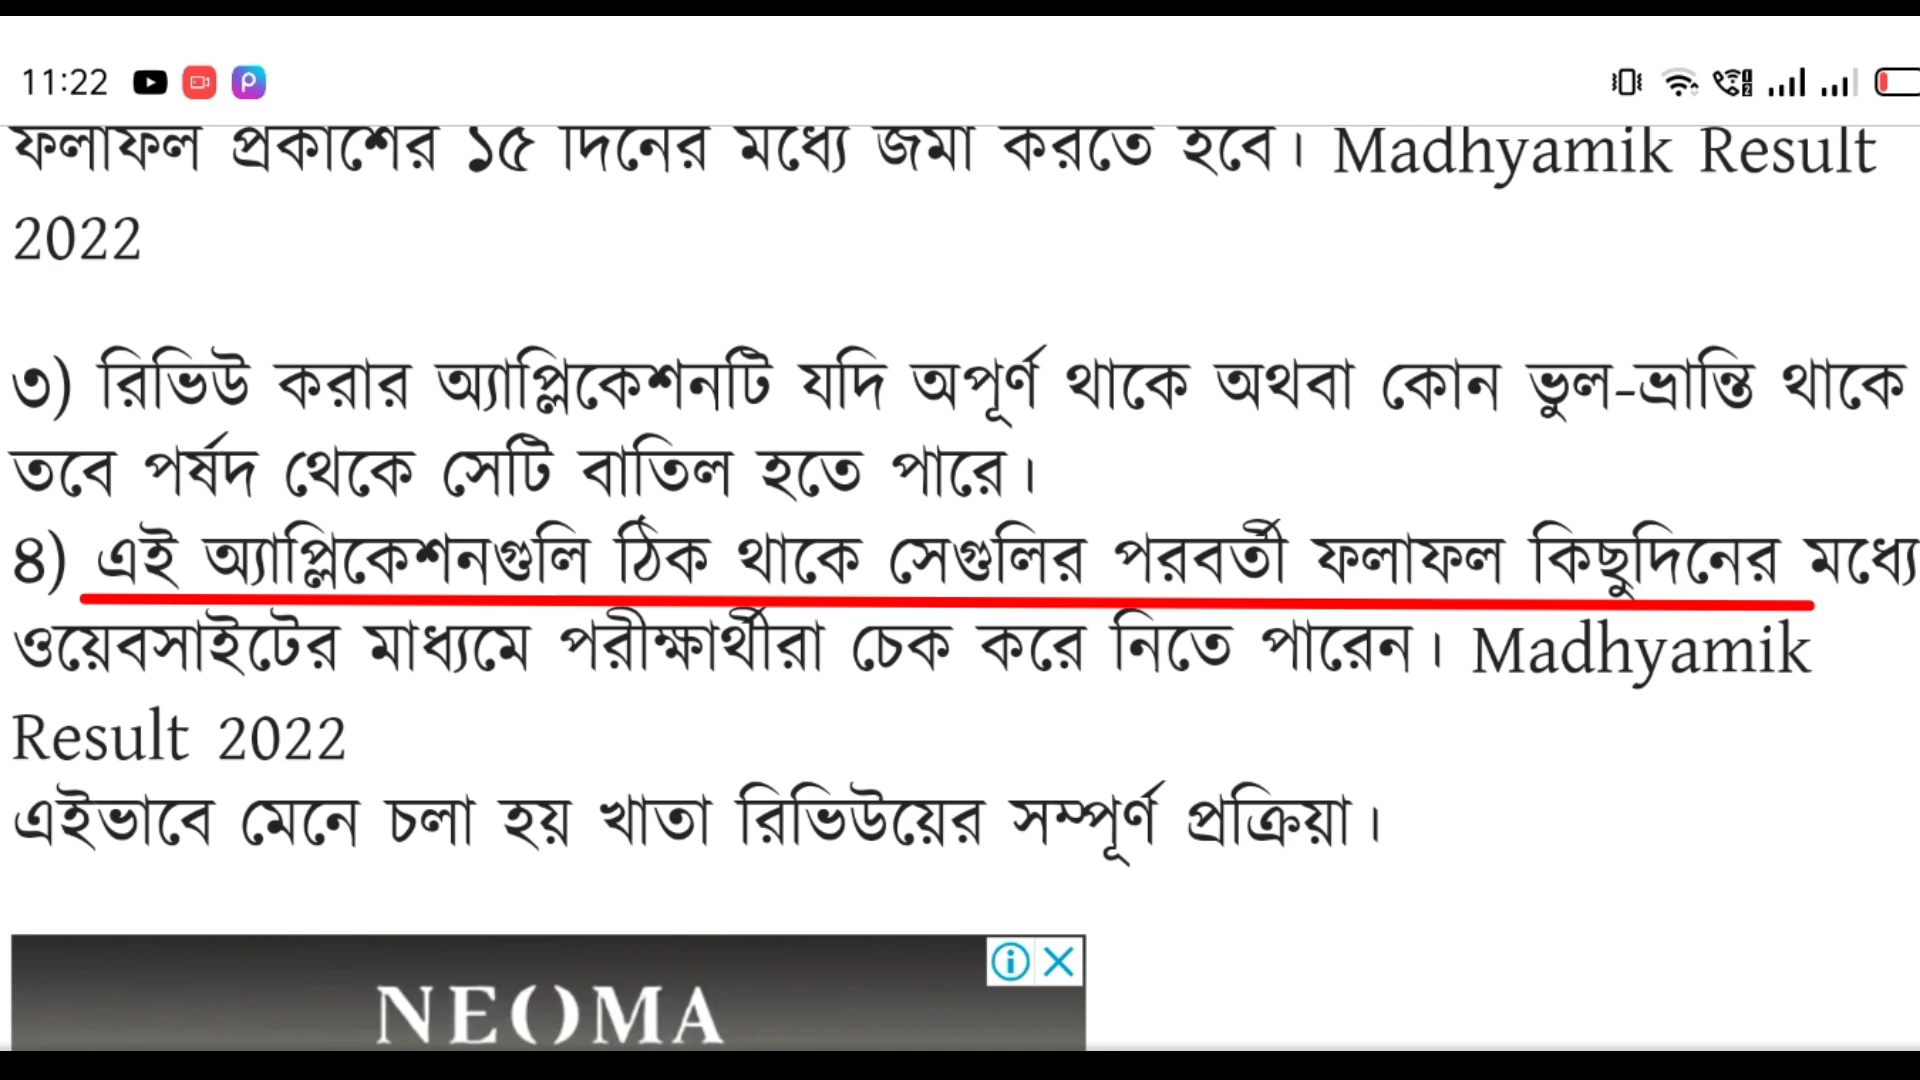 11:22
ফলাফল প্রকাশের ১৫ দিনের মধ্যে জমা করতে হবে। Madhyamik Result
2022
৩) রিভিউ করার অ্যাপ্লিকেশনটি যদি অপূর্ণ থাকে অথবা কোন ভুল-ভ্রান্তি থাকে
তবে পর্ষদ থেকে সেটি বাতিল হতে পারে।
৪) এই অ্যাপ্লিকেশনগুলি ঠিক থাকে সেগুলির পরবর্তী ফলাফল কিছুদিনের মধ্যে
ওয়েবসাইটের মাধ্যমে পরীক্ষার্থীরা চেক করে নিতে পারেন। Madhyamik
Result 2022
এইভাবে মেনে চলা হয় খাতা রিভিউয়ের সম্পূর্ণ প্রক্রিয়া।
NEOMA